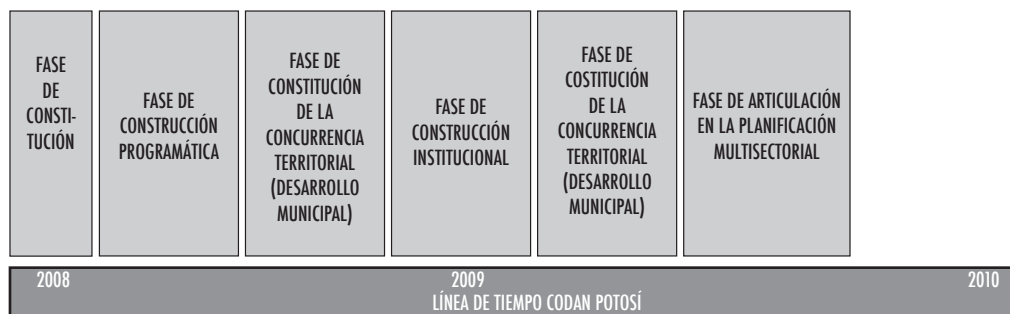 FASE
DE
CONSTI-
TUCIÓN
FASE DE
CONSTRUCCIÓN
PROGRAMÁTICA
FASE DE
CONSTITUCIÓN
DE LA
CONCURRENCIA
TERRITORIAL
(DESARROLLO
MUNICIPAL)
FASE DE
CONSTRUCCIÓN
INSTITUCIONAL
FASE DE
COSTITUCIÓN
DE LA
CONCURRENCIA
TERRITORIAL
(DESARROLLO
MUNICIPAL)
FASE DE ARTICULACIÓN
EN LA PLANIFICACIÓN
MULTISECTORIAL
2008 2009 2010
LÍNEA DE TIEMPO CODAN POTOSÍ